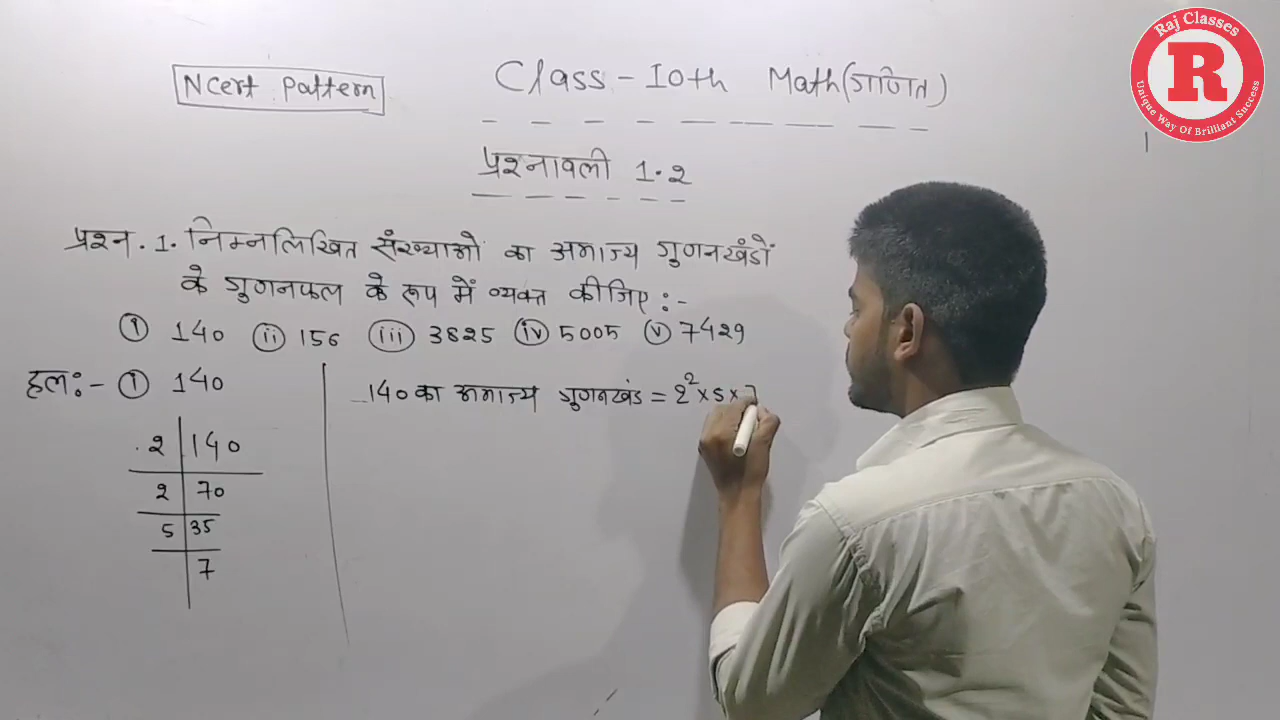 Raj Classes
R
Unique Way Of Brilliant Success
Ncert Pattern
Class - 10th Math (गणित)
प्रश्नावली 1.2
प्रश्न. 1. निम्नलिखित संख्याओं का अभाज्य गुणनखंडों
के गुणनफल के रूप में व्यक्त कीजिए :-
(i) 140 (ii) 156 (iii) 3825 (iv) 5005 (v) 7429
हल :- (i) 140
2 | 140
2 | 70
5 | 35
7
140 का अभाज्य गुणनखंड = 2² × 5 × 7